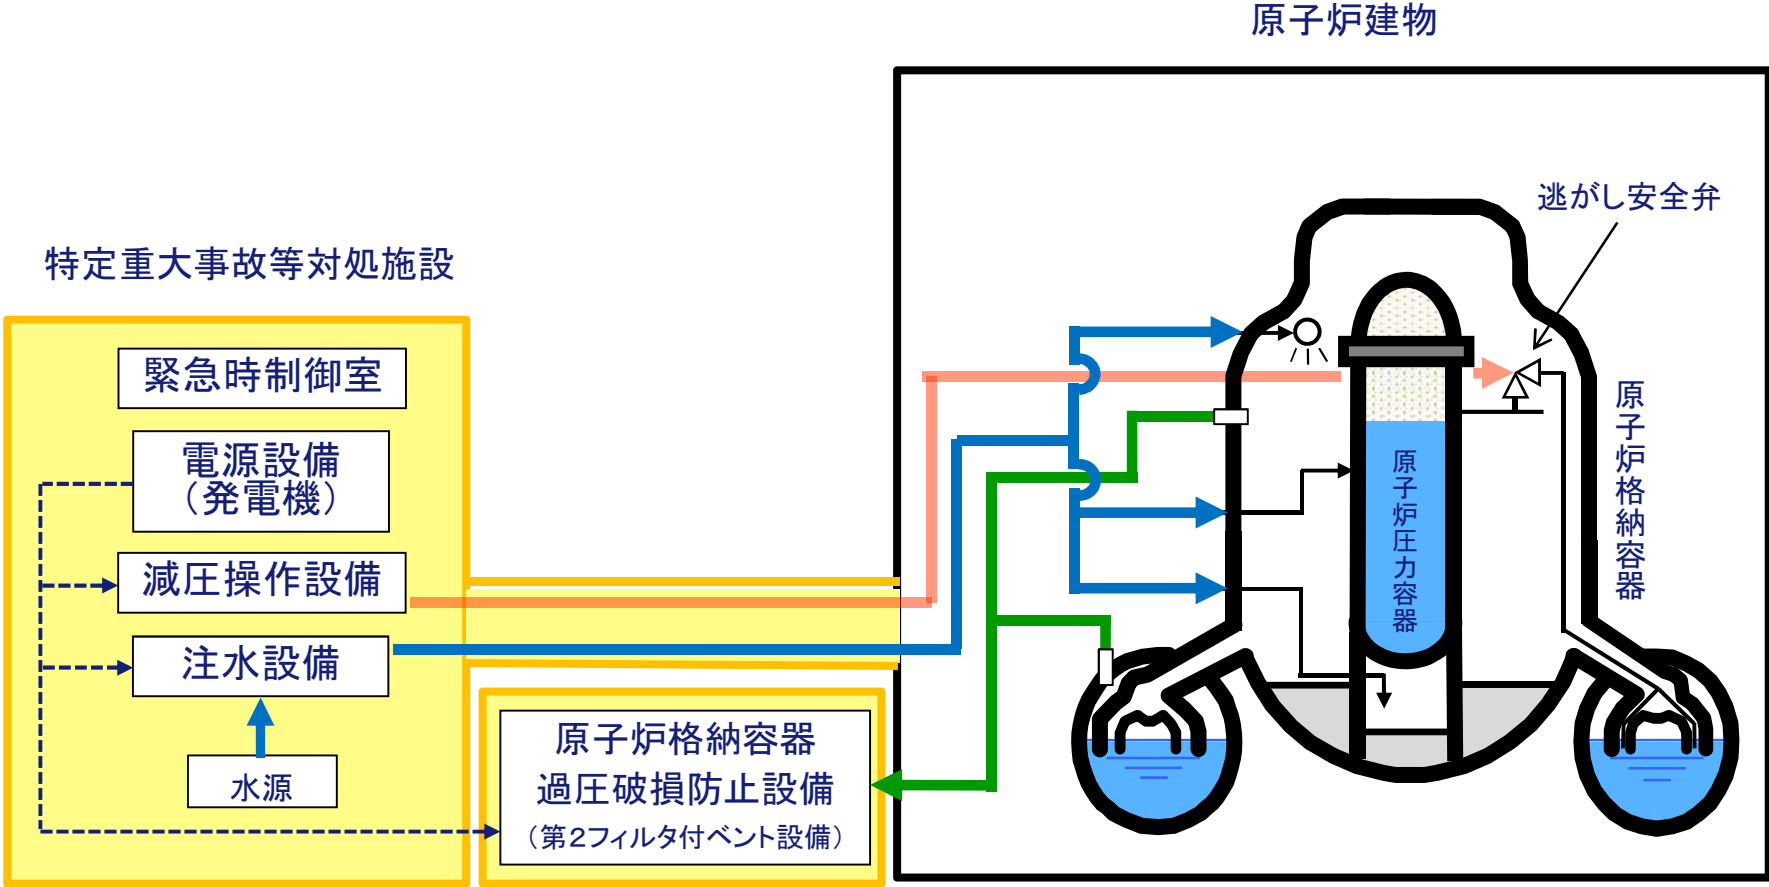 原子炉建物
逃がし安全弁
特定重大事故等対処施設
緊急時制御室
電源設備
（発電機）
減圧操作設備
注水設備
水源
原子炉格納容器
過圧破損防止設備
（第２フィルタ付ベント設備）
原子炉圧力容器
原子炉格納容器